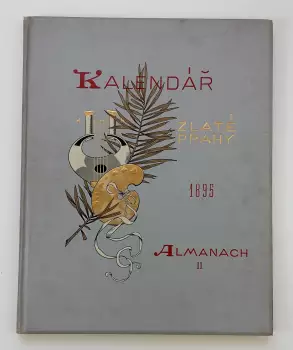 KALENDÁŘ
ZLATÉ
PRAHY
1895
ALMANACH
II